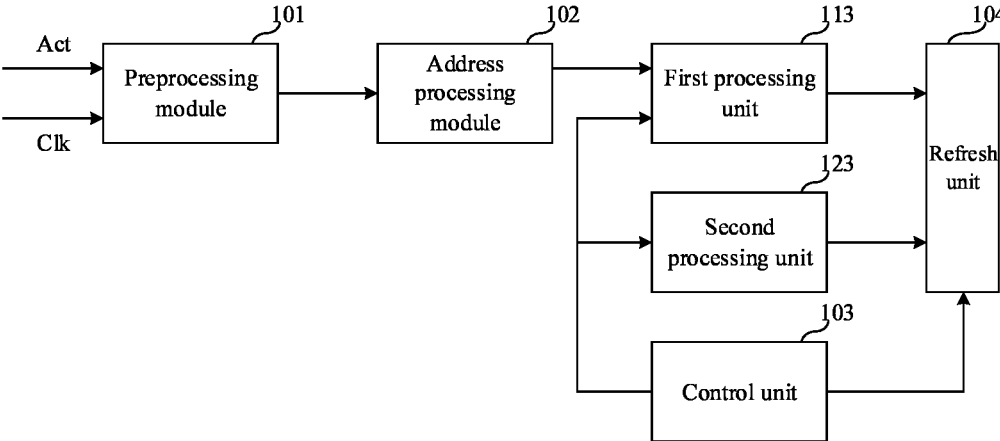 101
102
113
104
Act
Preprocessing
module
Clk
Address
processing
module
First processing
unit
Refresh
unit
123
Second
processing unit
103
Control unit